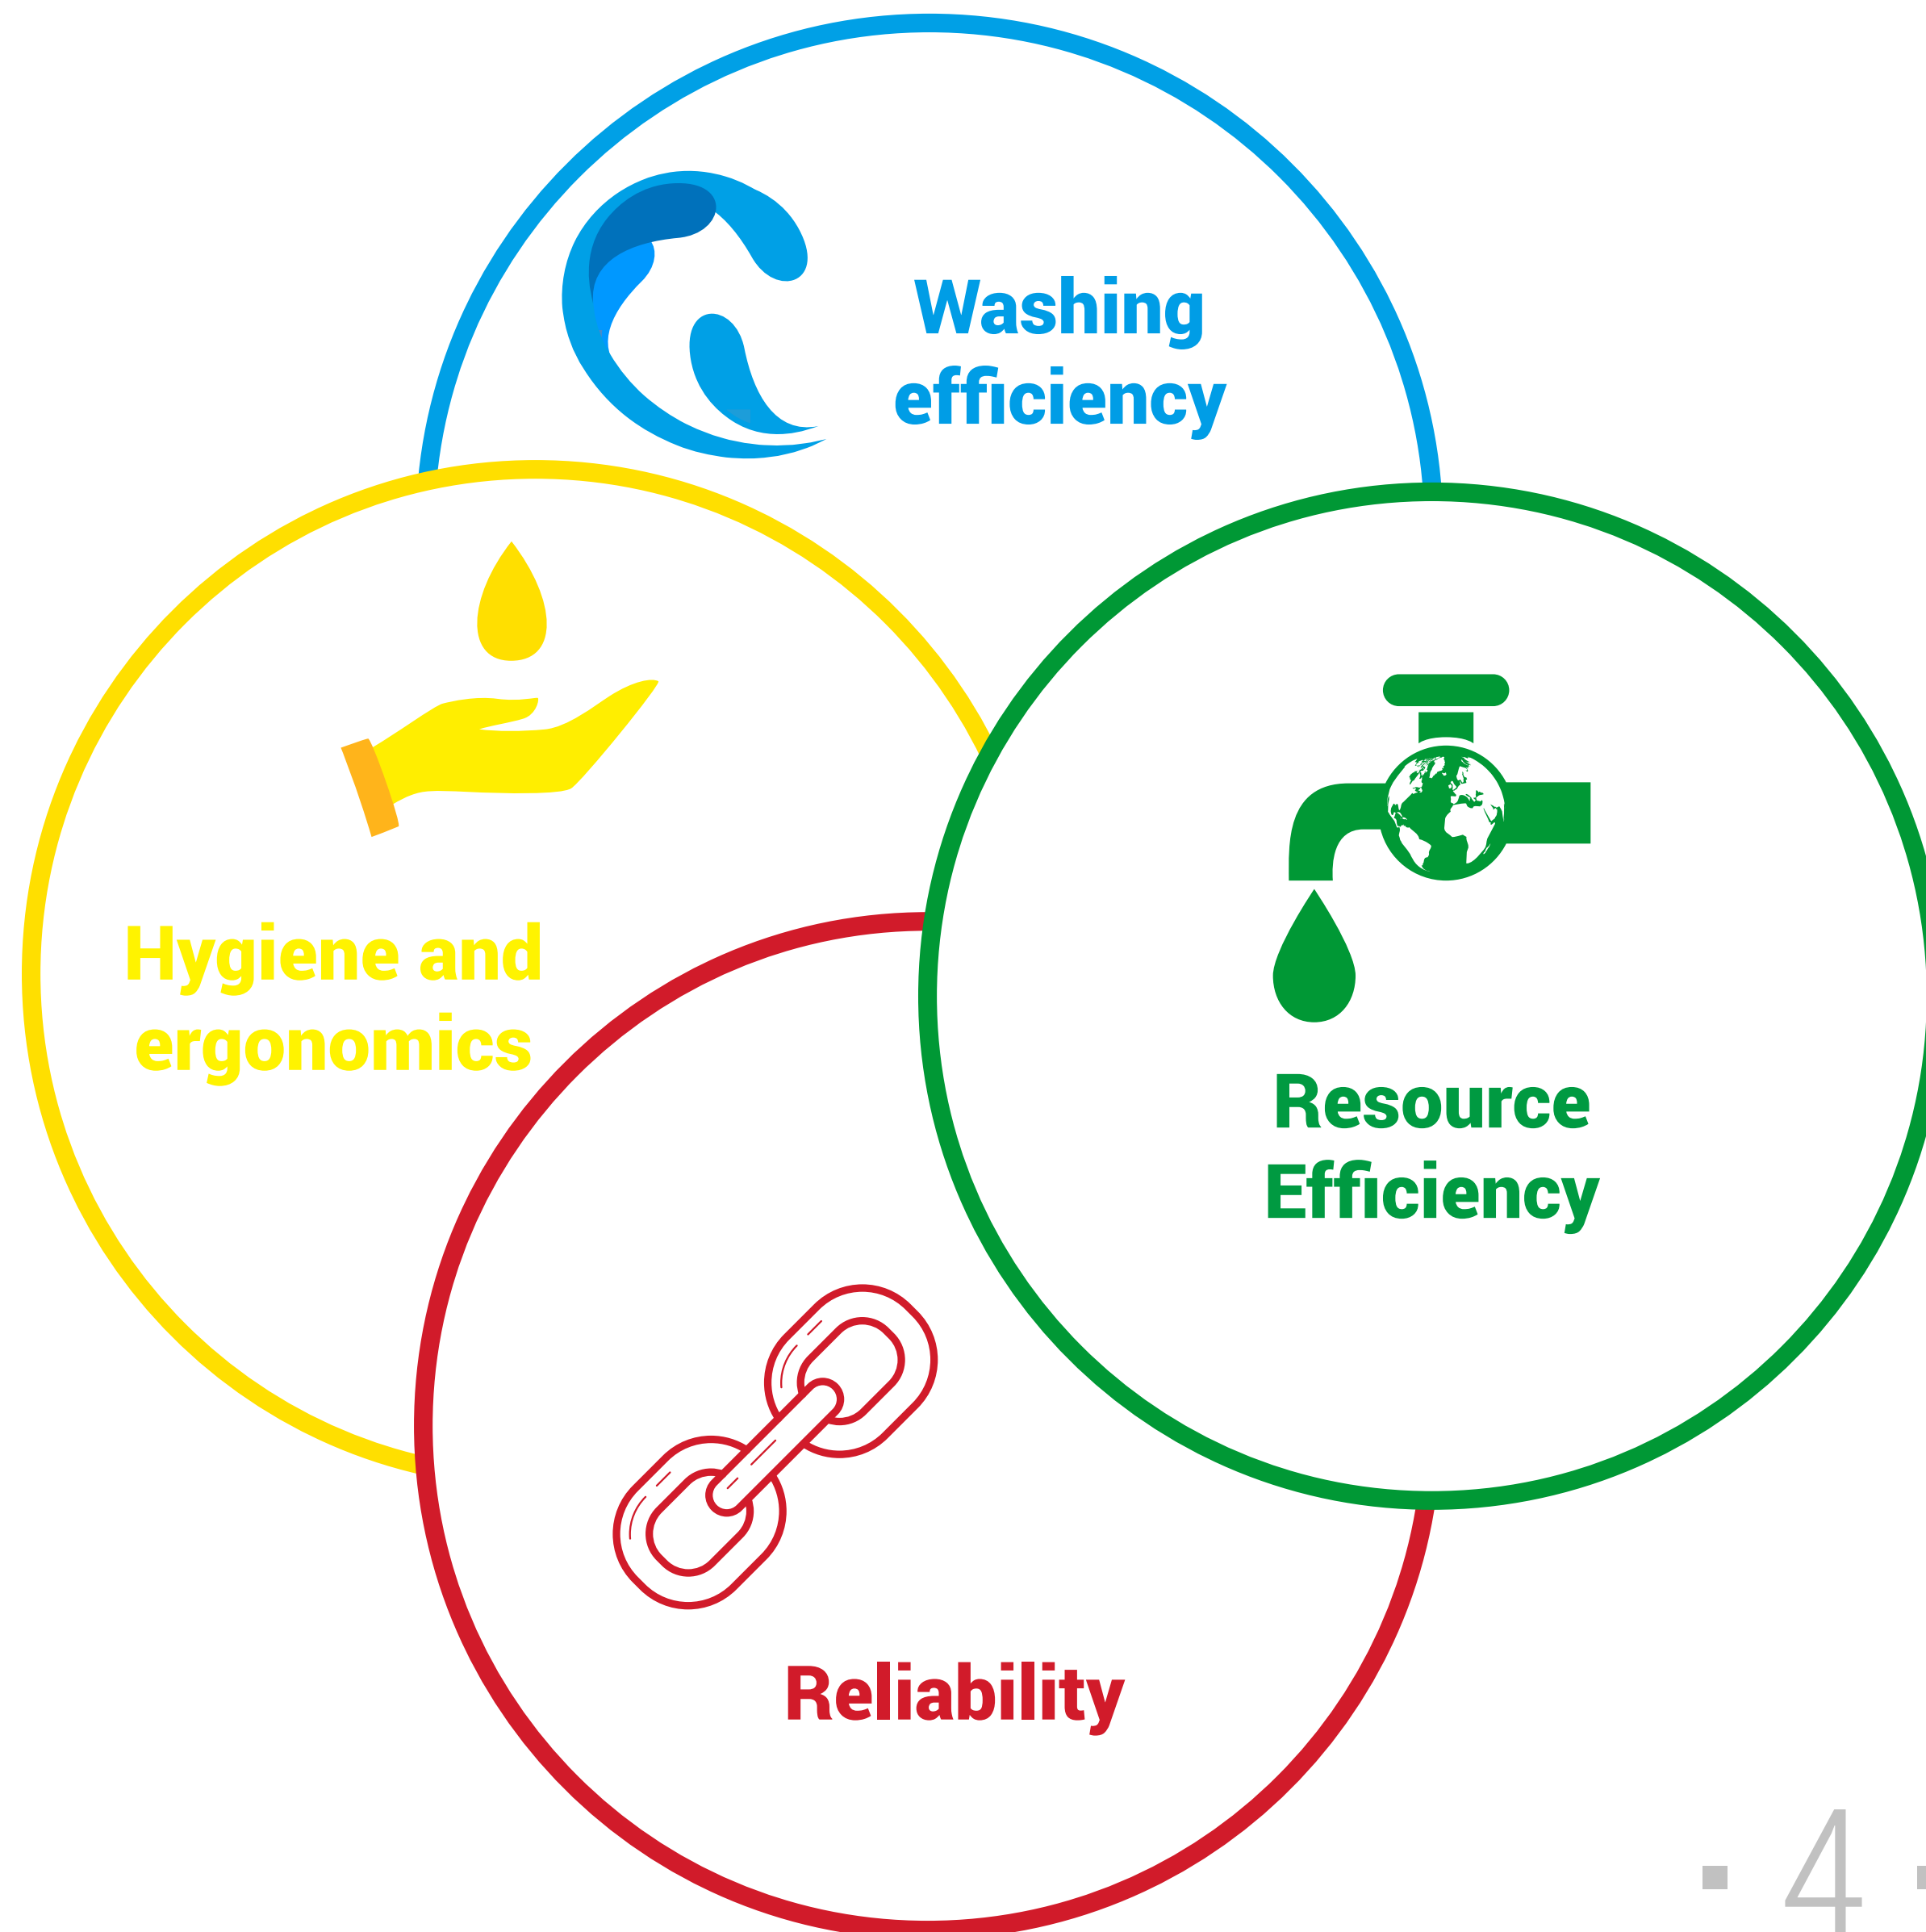 Washing
efficiency
Hygiene and
ergonomics
Resource
Efficiency
Reliability
▪ 4 ▪